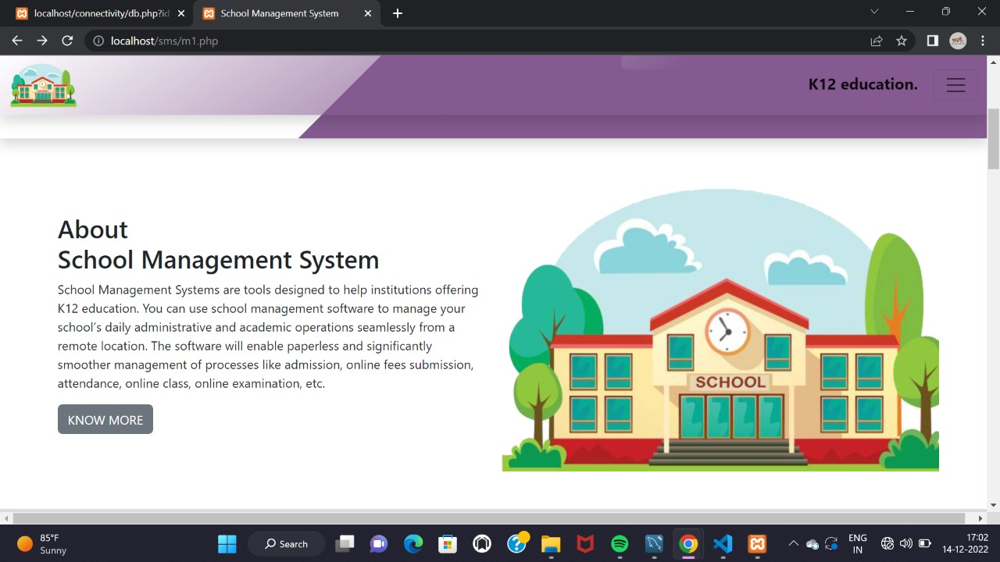 localhost/connectivity/db.php?id
School Management System
localhost/sms/m1.php
K12 education.
About
School Management System
School Management Systems are tools designed to help institutions offering
K12 education. You can use school management software to manage your
school's daily administrative and academic operations seamlessly from a
remote location. The software will enable paperless and significantly
smoother management of processes like admission, online fees submission,
attendance, online class, online examination, etc.
KNOW MORE
SCHOOL
85°F
Sunny
Search
ENG
IN
17:02
14-12-2022